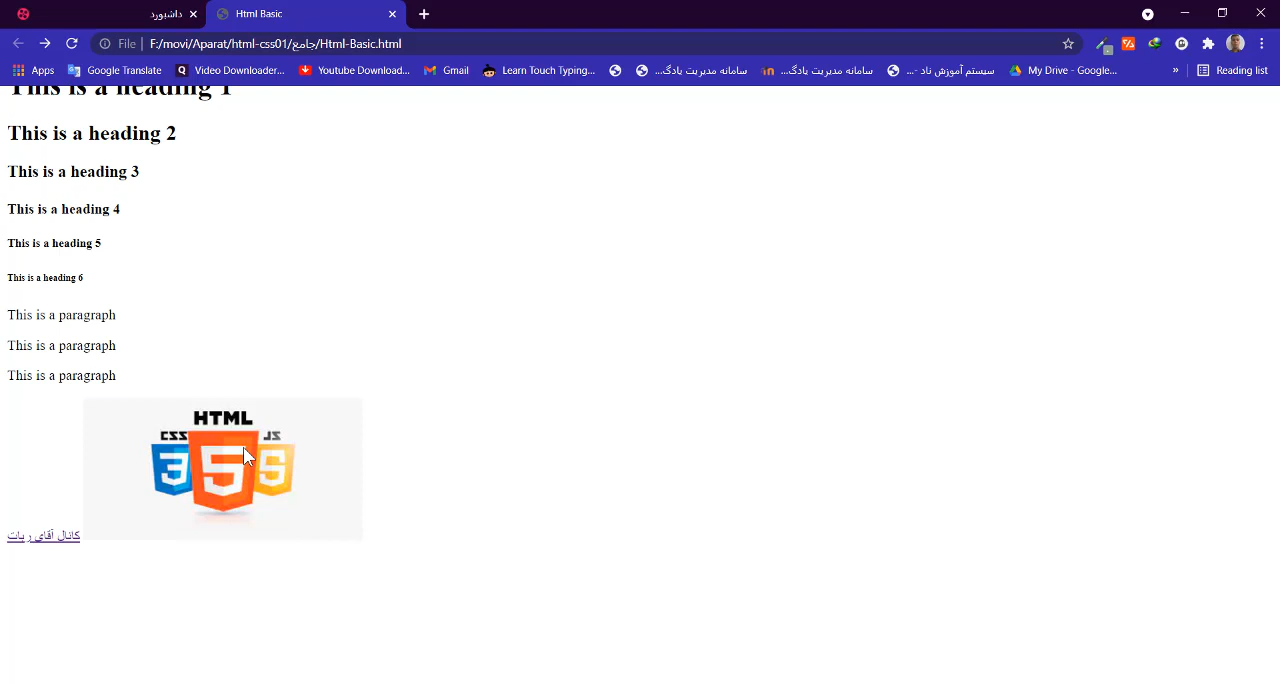 داشبورد
Html Basic
File
F:/movi/Aparat/html-css01/جامع/Html-Basic.html
Apps
Google Translate
Video Downloader...
Youtube Download...
Gmail
Learn Touch Typing...
سامانه مدیریت یادگ...
سامانه مدیریت یادگ...
سیستم آموزش ناد -...
My Drive - Google...
»
Reading list
This is a heading 1
This is a heading 2
This is a heading 3
This is a heading 4
This is a heading 5
This is a heading 6
This is a paragraph
This is a paragraph
This is a paragraph
HTML
CSS
JS
3
5
کانال آقای ربات